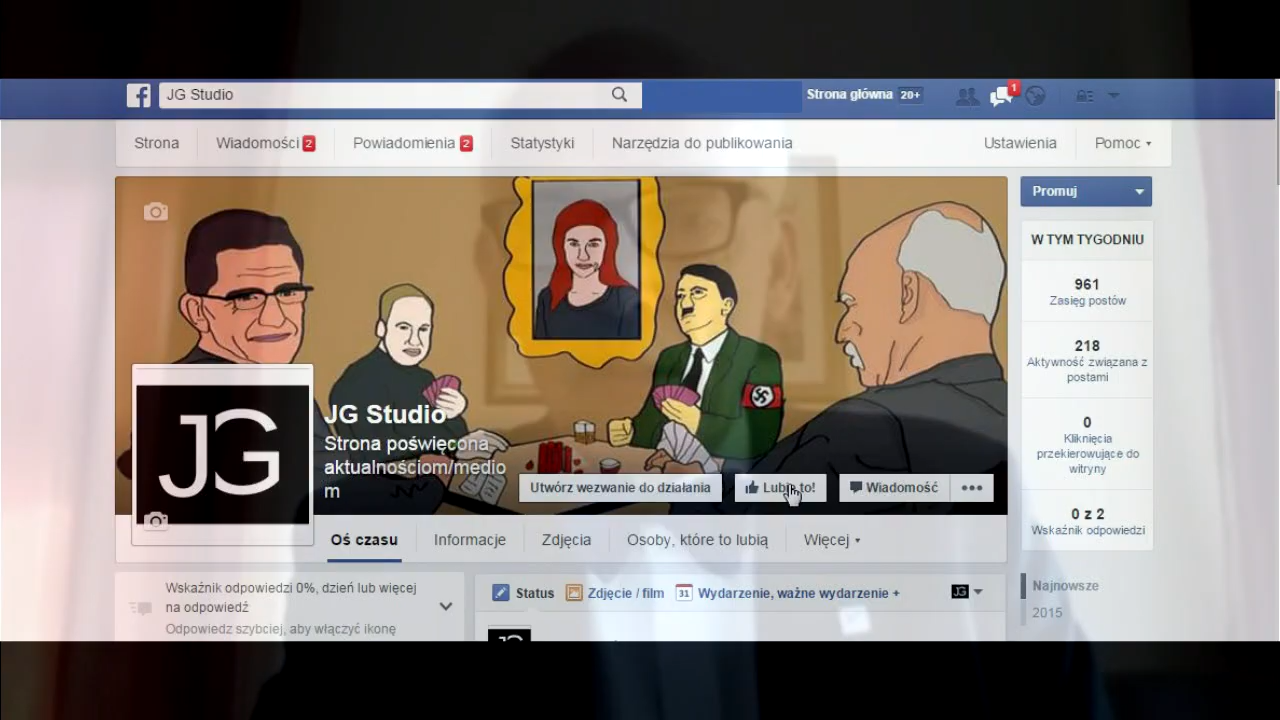 JG Studio
Strona główna 20+
1
Strona
Wiadomości 2
Powiadomienia 2
Statystyki
Narzędzia do publikowania
Ustawienia
Pomoc
Promuj
W TYM TYGODNIU
961
Zasięg postów
218
Aktywność związana z
postami
0
Kliknięcia
przekierowujące do
witryny
0 z 2
Wskaźnik odpowiedzi
JG
JG Studio
Strona poświęcona
aktualnościom/medio
m
Utwórz wezwanie do działania
Lubię to!
Wiadomość
Oś czasu
Informacje
Zdjęcia
Osoby, które to lubią
Więcej
Wskaźnik odpowiedzi 0%, dzień lub więcej
na odpowiedź
Odpowiedz szybciej, aby włączyć ikonę
Status
Zdjęcie / film
31
Wydarzenie, ważne wydarzenie +
JG
Najnowsze
2015